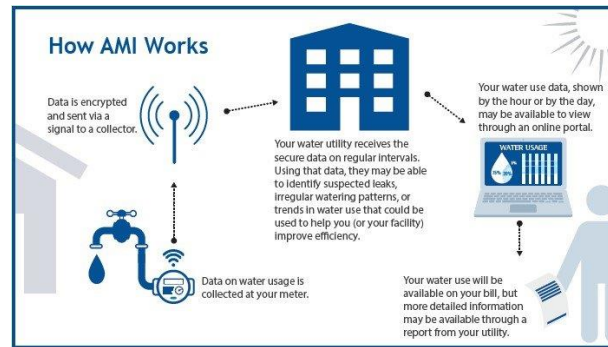 How AMI Works
Data is encrypted
and sent via a
signal to a collector.
Your water utility receives the
secure data on regular intervals.
Using that data, they may be able
to identify suspected leaks,
irregular watering patterns, or
trends in water use that could be
used to help you (or your facility)
improve efficiency.
Your water use data, shown
by the hour or by the day,
may be available to view
through an online portal.
WATER USAGE
Data on water usage is
collected at your meter.
Your water use will be
available on your bill, but
more detailed information
may be available through a
report from your utility.